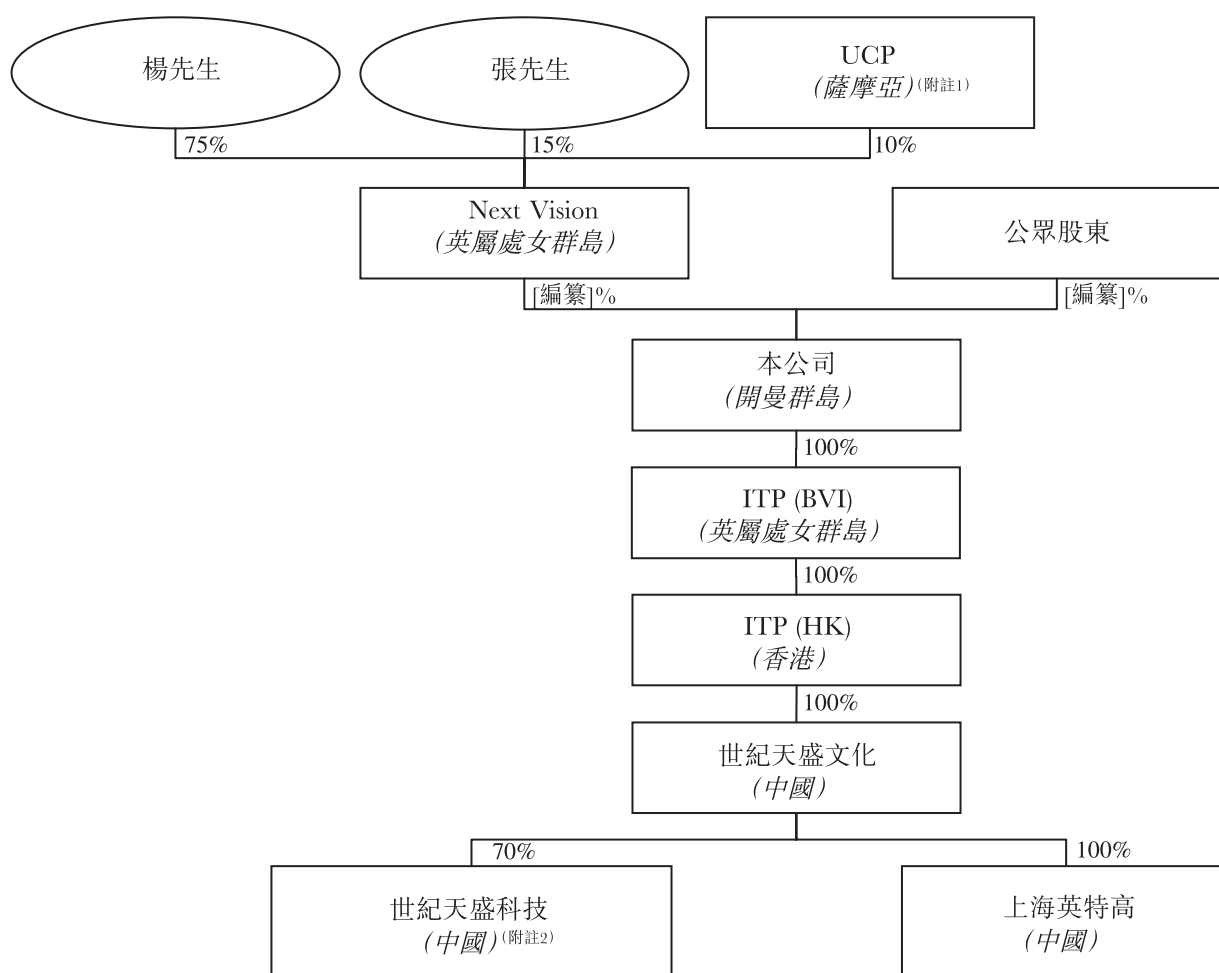 楊先生
張先生
UCP
（薩摩亞）(附註1)
75%
15%
10%
Next Vision
（英屬處女群島）
公眾股東
[編纂]%
[編纂]%
本公司
（開曼群島）
100%
ITP (BVI)
（英屬處女群島）
100%
ITP (HK)
（香港）
100%
世紀天盛文化
（中國）
70%
100%
世紀天盛科技
（中國）(附註2)
上海英特高
（中國）